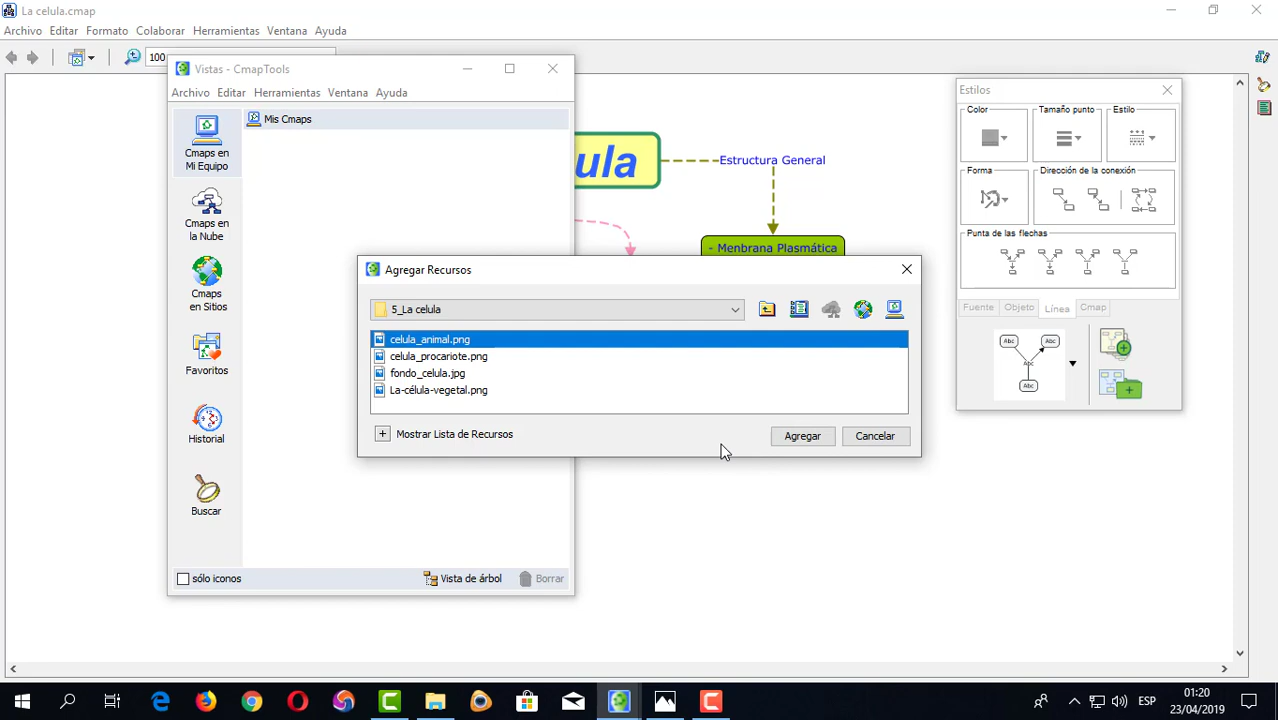 La celula.cmap
Archivo Editar Formato Colaborar Herramientas Ventana Ayuda
100
Vistas - CmapTools
Archivo Editar Herramientas Ventana Ayuda
Cmaps en Mi Equipo
Mis Cmaps
Cmaps en la Nube
Cmaps en Sitios
Favoritos
Historial
Buscar
sólo iconos
Vista de árbol
Borrar
ula
Estructura General
- Menbrana Plasmática
Agregar Recursos
5_La celula
celula_animal.png
celula_procariote.png
fondo_celula.jpg
La-célula-vegetal.png
+ Mostrar Lista de Recursos
Agregar
Cancelar
Estilos
Color
Tamaño punto
Estilo
Forma
Dirección de la conexión
Punta de las flechas
Fuente Objeto Línea Cmap
Abc
Abc
Abc
Abc
ESP
01:20
23/04/2019